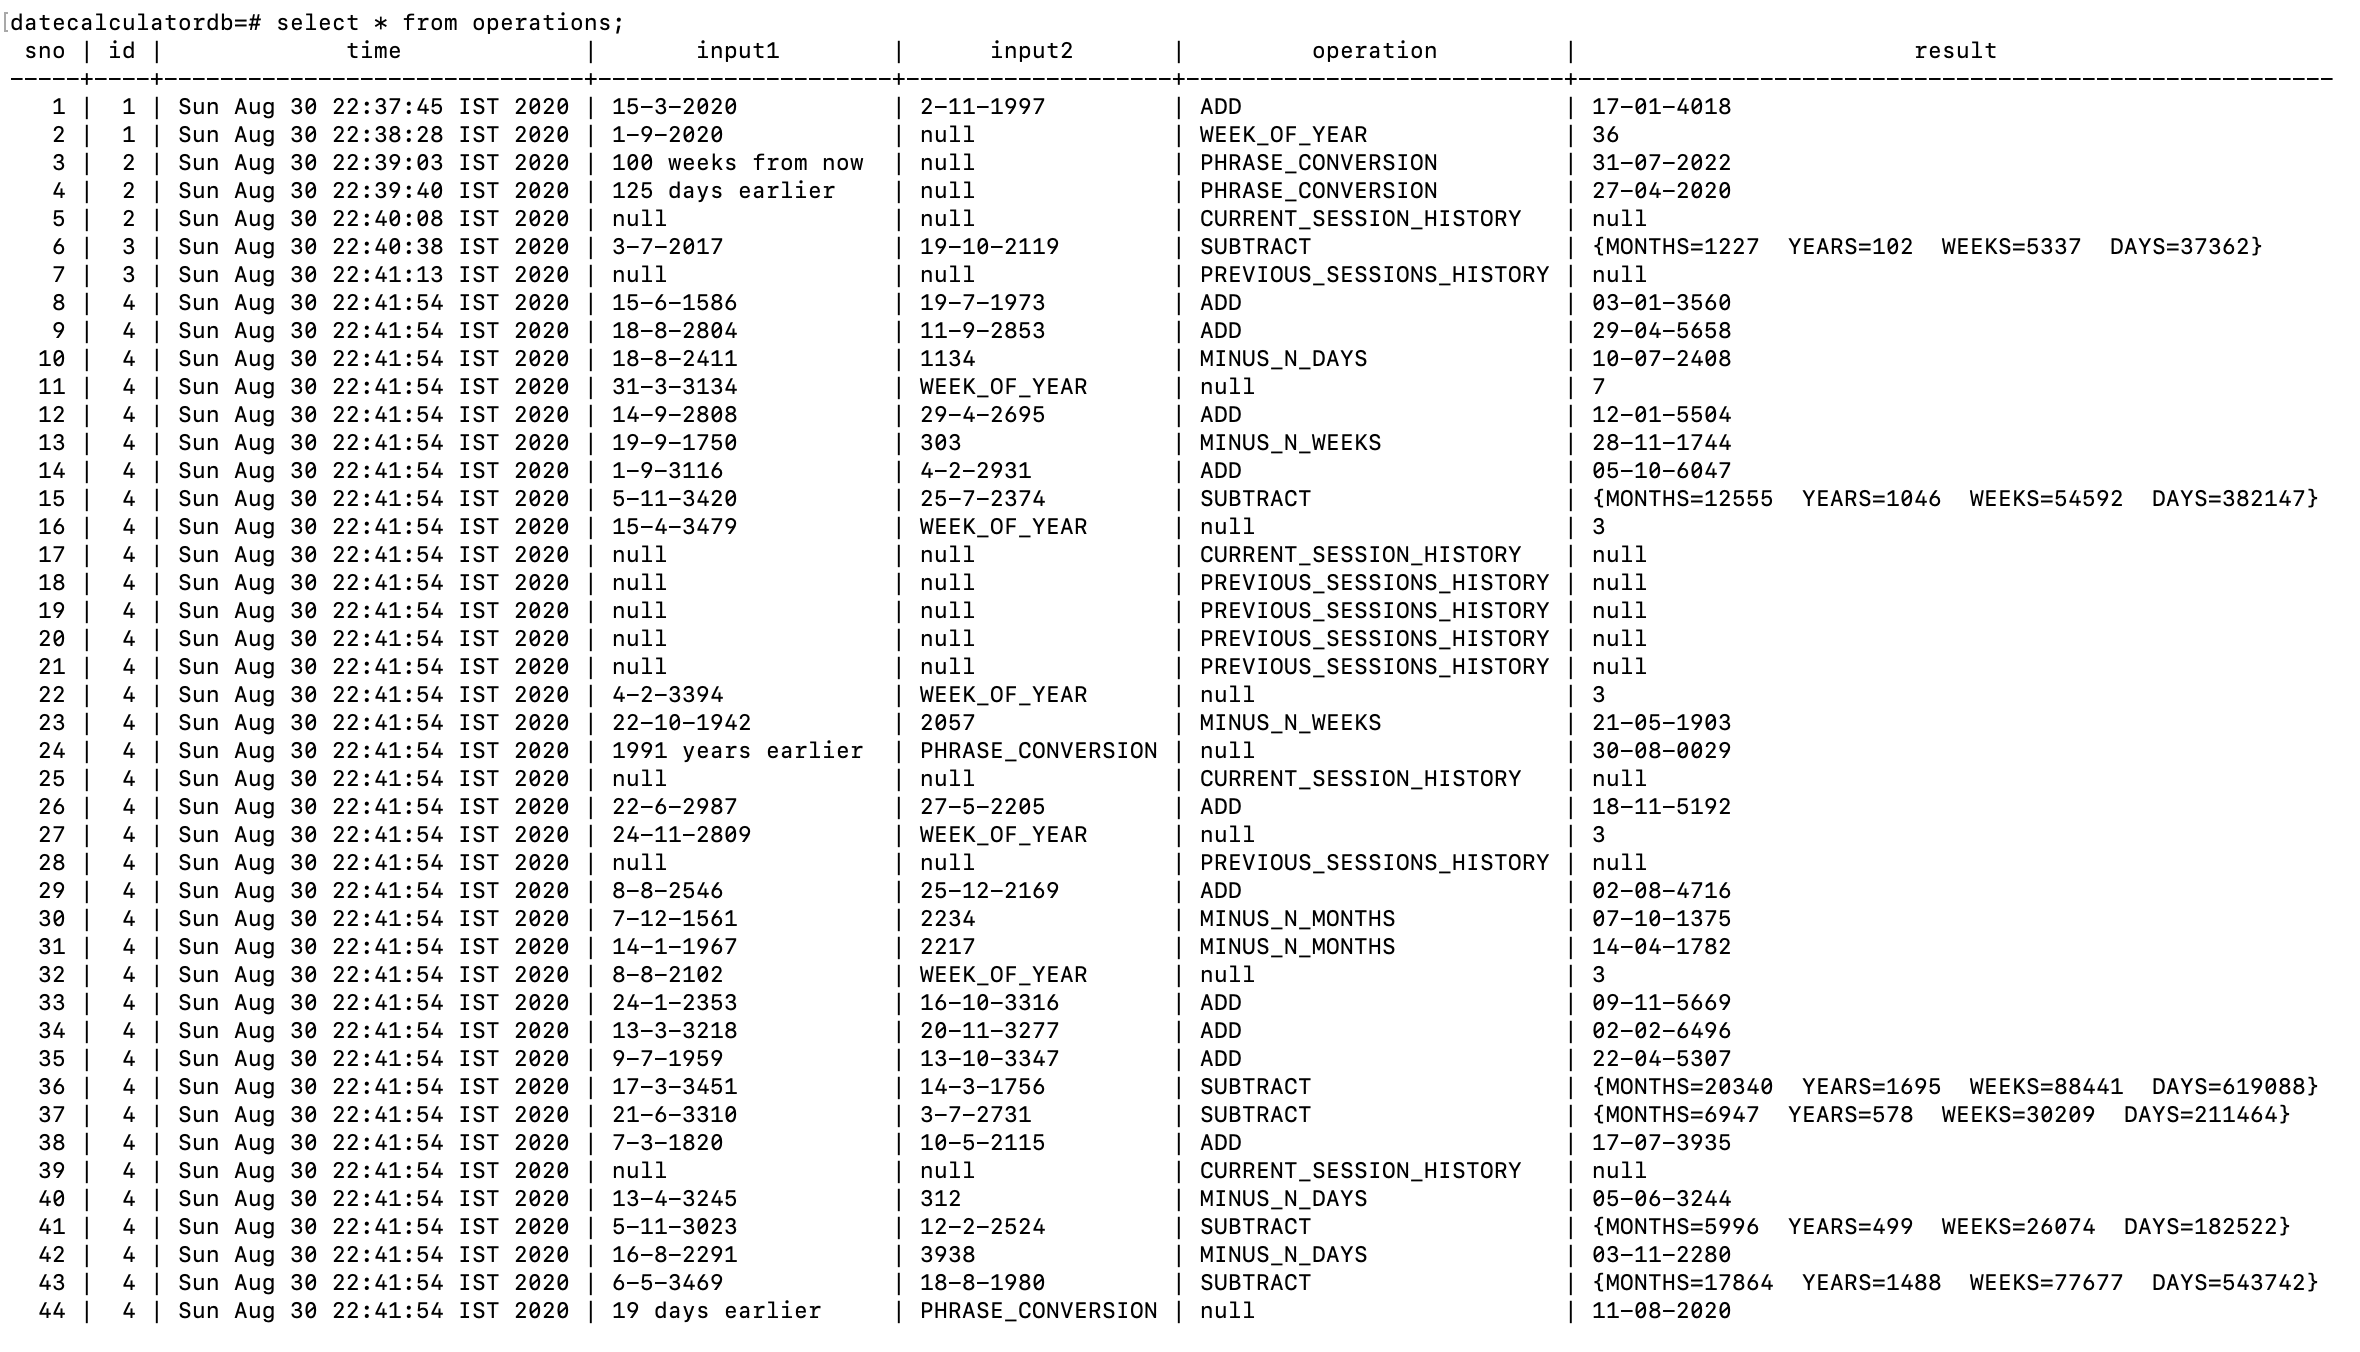 [datecalculatordb=# select * from operations;
 sno | id |              time              |        input1        |       input2       |         operation          |                        result
-----+----+--------------------------------+----------------------+--------------------+----------------------------+------------------------------------------------------
   1 |  1 | Sun Aug 30 22:37:45 IST 2020 | 15-3-2020 | 2-11-1997 | ADD | 17-01-4018
   2 |  1 | Sun Aug 30 22:38:28 IST 2020 | 1-9-2020 | null | WEEK_OF_YEAR | 36
   3 |  2 | Sun Aug 30 22:39:03 IST 2020 | 100 weeks from now | null | PHRASE_CONVERSION | 31-07-2022
   4 |  2 | Sun Aug 30 22:39:40 IST 2020 | 125 days earlier | null | PHRASE_CONVERSION | 27-04-2020
   5 |  2 | Sun Aug 30 22:40:08 IST 2020 | null | null | CURRENT_SESSION_HISTORY | null
   6 |  3 | Sun Aug 30 22:40:38 IST 2020 | 3-7-2017 | 19-10-2119 | SUBTRACT | {MONTHS=1227  YEARS=102  WEEKS=5337  DAYS=37362}
   7 |  3 | Sun Aug 30 22:41:13 IST 2020 | null | null | PREVIOUS_SESSIONS_HISTORY | null
   8 |  4 | Sun Aug 30 22:41:54 IST 2020 | 15-6-1586 | 19-7-1973 | ADD | 03-01-3560
   9 |  4 | Sun Aug 30 22:41:54 IST 2020 | 18-8-2804 | 11-9-2853 | ADD | 29-04-5658
  10 |  4 | Sun Aug 30 22:41:54 IST 2020 | 18-8-2411 | 1134 | MINUS_N_DAYS | 10-07-2408
  11 |  4 | Sun Aug 30 22:41:54 IST 2020 | 31-3-3134 | WEEK_OF_YEAR | null | 7
  12 |  4 | Sun Aug 30 22:41:54 IST 2020 | 14-9-2808 | 29-4-2695 | ADD | 12-01-5504
  13 |  4 | Sun Aug 30 22:41:54 IST 2020 | 19-9-1750 | 303 | MINUS_N_WEEKS | 28-11-1744
  14 |  4 | Sun Aug 30 22:41:54 IST 2020 | 1-9-3116 | 4-2-2931 | ADD | 05-10-6047
  15 |  4 | Sun Aug 30 22:41:54 IST 2020 | 5-11-3420 | 25-7-2374 | SUBTRACT | {MONTHS=12555  YEARS=1046  WEEKS=54592  DAYS=382147}
  16 |  4 | Sun Aug 30 22:41:54 IST 2020 | 15-4-3479 | WEEK_OF_YEAR | null | 3
  17 |  4 | Sun Aug 30 22:41:54 IST 2020 | null | null | CURRENT_SESSION_HISTORY | null
  18 |  4 | Sun Aug 30 22:41:54 IST 2020 | null | null | PREVIOUS_SESSIONS_HISTORY | null
  19 |  4 | Sun Aug 30 22:41:54 IST 2020 | null | null | PREVIOUS_SESSIONS_HISTORY | null
  20 |  4 | Sun Aug 30 22:41:54 IST 2020 | null | null | PREVIOUS_SESSIONS_HISTORY | null
  21 |  4 | Sun Aug 30 22:41:54 IST 2020 | null | null | PREVIOUS_SESSIONS_HISTORY | null
  22 |  4 | Sun Aug 30 22:41:54 IST 2020 | 4-2-3394 | WEEK_OF_YEAR | null | 3
  23 |  4 | Sun Aug 30 22:41:54 IST 2020 | 22-10-1942 | 2057 | MINUS_N_WEEKS | 21-05-1903
  24 |  4 | Sun Aug 30 22:41:54 IST 2020 | 1991 years earlier | PHRASE_CONVERSION | null | 30-08-0029
  25 |  4 | Sun Aug 30 22:41:54 IST 2020 | null | null | CURRENT_SESSION_HISTORY | null
  26 |  4 | Sun Aug 30 22:41:54 IST 2020 | 22-6-2987 | 27-5-2205 | ADD | 18-11-5192
  27 |  4 | Sun Aug 30 22:41:54 IST 2020 | 24-11-2809 | WEEK_OF_YEAR | null | 3
  28 |  4 | Sun Aug 30 22:41:54 IST 2020 | null | null | PREVIOUS_SESSIONS_HISTORY | null
  29 |  4 | Sun Aug 30 22:41:54 IST 2020 | 8-8-2546 | 25-12-2169 | ADD | 02-08-4716
  30 |  4 | Sun Aug 30 22:41:54 IST 2020 | 7-12-1561 | 2234 | MINUS_N_MONTHS | 07-10-1375
  31 |  4 | Sun Aug 30 22:41:54 IST 2020 | 14-1-1967 | 2217 | MINUS_N_MONTHS | 14-04-1782
  32 |  4 | Sun Aug 30 22:41:54 IST 2020 | 8-8-2102 | WEEK_OF_YEAR | null | 3
  33 |  4 | Sun Aug 30 22:41:54 IST 2020 | 24-1-2353 | 16-10-3316 | ADD | 09-11-5669
  34 |  4 | Sun Aug 30 22:41:54 IST 2020 | 13-3-3218 | 20-11-3277 | ADD | 02-02-6496
  35 |  4 | Sun Aug 30 22:41:54 IST 2020 | 9-7-1959 | 13-10-3347 | ADD | 22-04-5307
  36 |  4 | Sun Aug 30 22:41:54 IST 2020 | 17-3-3451 | 14-3-1756 | SUBTRACT | {MONTHS=20340  YEARS=1695  WEEKS=88441  DAYS=619088}
  37 |  4 | Sun Aug 30 22:41:54 IST 2020 | 21-6-3310 | 3-7-2731 | SUBTRACT | {MONTHS=6947  YEARS=578  WEEKS=30209  DAYS=211464}
  38 |  4 | Sun Aug 30 22:41:54 IST 2020 | 7-3-1820 | 10-5-2115 | ADD | 17-07-3935
  39 |  4 | Sun Aug 30 22:41:54 IST 2020 | null | null | CURRENT_SESSION_HISTORY | null
  40 |  4 | Sun Aug 30 22:41:54 IST 2020 | 13-4-3245 | 312 | MINUS_N_DAYS | 05-06-3244
  41 |  4 | Sun Aug 30 22:41:54 IST 2020 | 5-11-3023 | 12-2-2524 | SUBTRACT | {MONTHS=5996  YEARS=499  WEEKS=26074  DAYS=182522}
  42 |  4 | Sun Aug 30 22:41:54 IST 2020 | 16-8-2291 | 3938 | MINUS_N_DAYS | 03-11-2280
  43 |  4 | Sun Aug 30 22:41:54 IST 2020 | 6-5-3469 | 18-8-1980 | SUBTRACT | {MONTHS=17864  YEARS=1488  WEEKS=77677  DAYS=543742}
  44 |  4 | Sun Aug 30 22:41:54 IST 2020 | 19 days earlier | PHRASE_CONVERSION | null | 11-08-2020